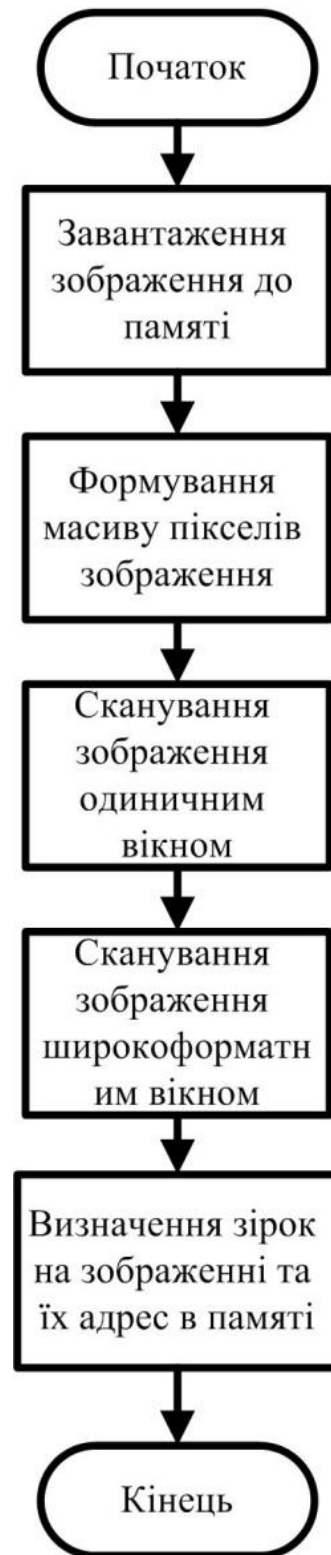 Початок
Завантаження
зображення до
памяті
Формування
масиву пікселів
зображення
Сканування
зображення
одиничним
вікном
Сканування
зображення
широкоформатн
им вікном
Визначення зірок
на зображенні та
їх адрес в памяті
Кінець